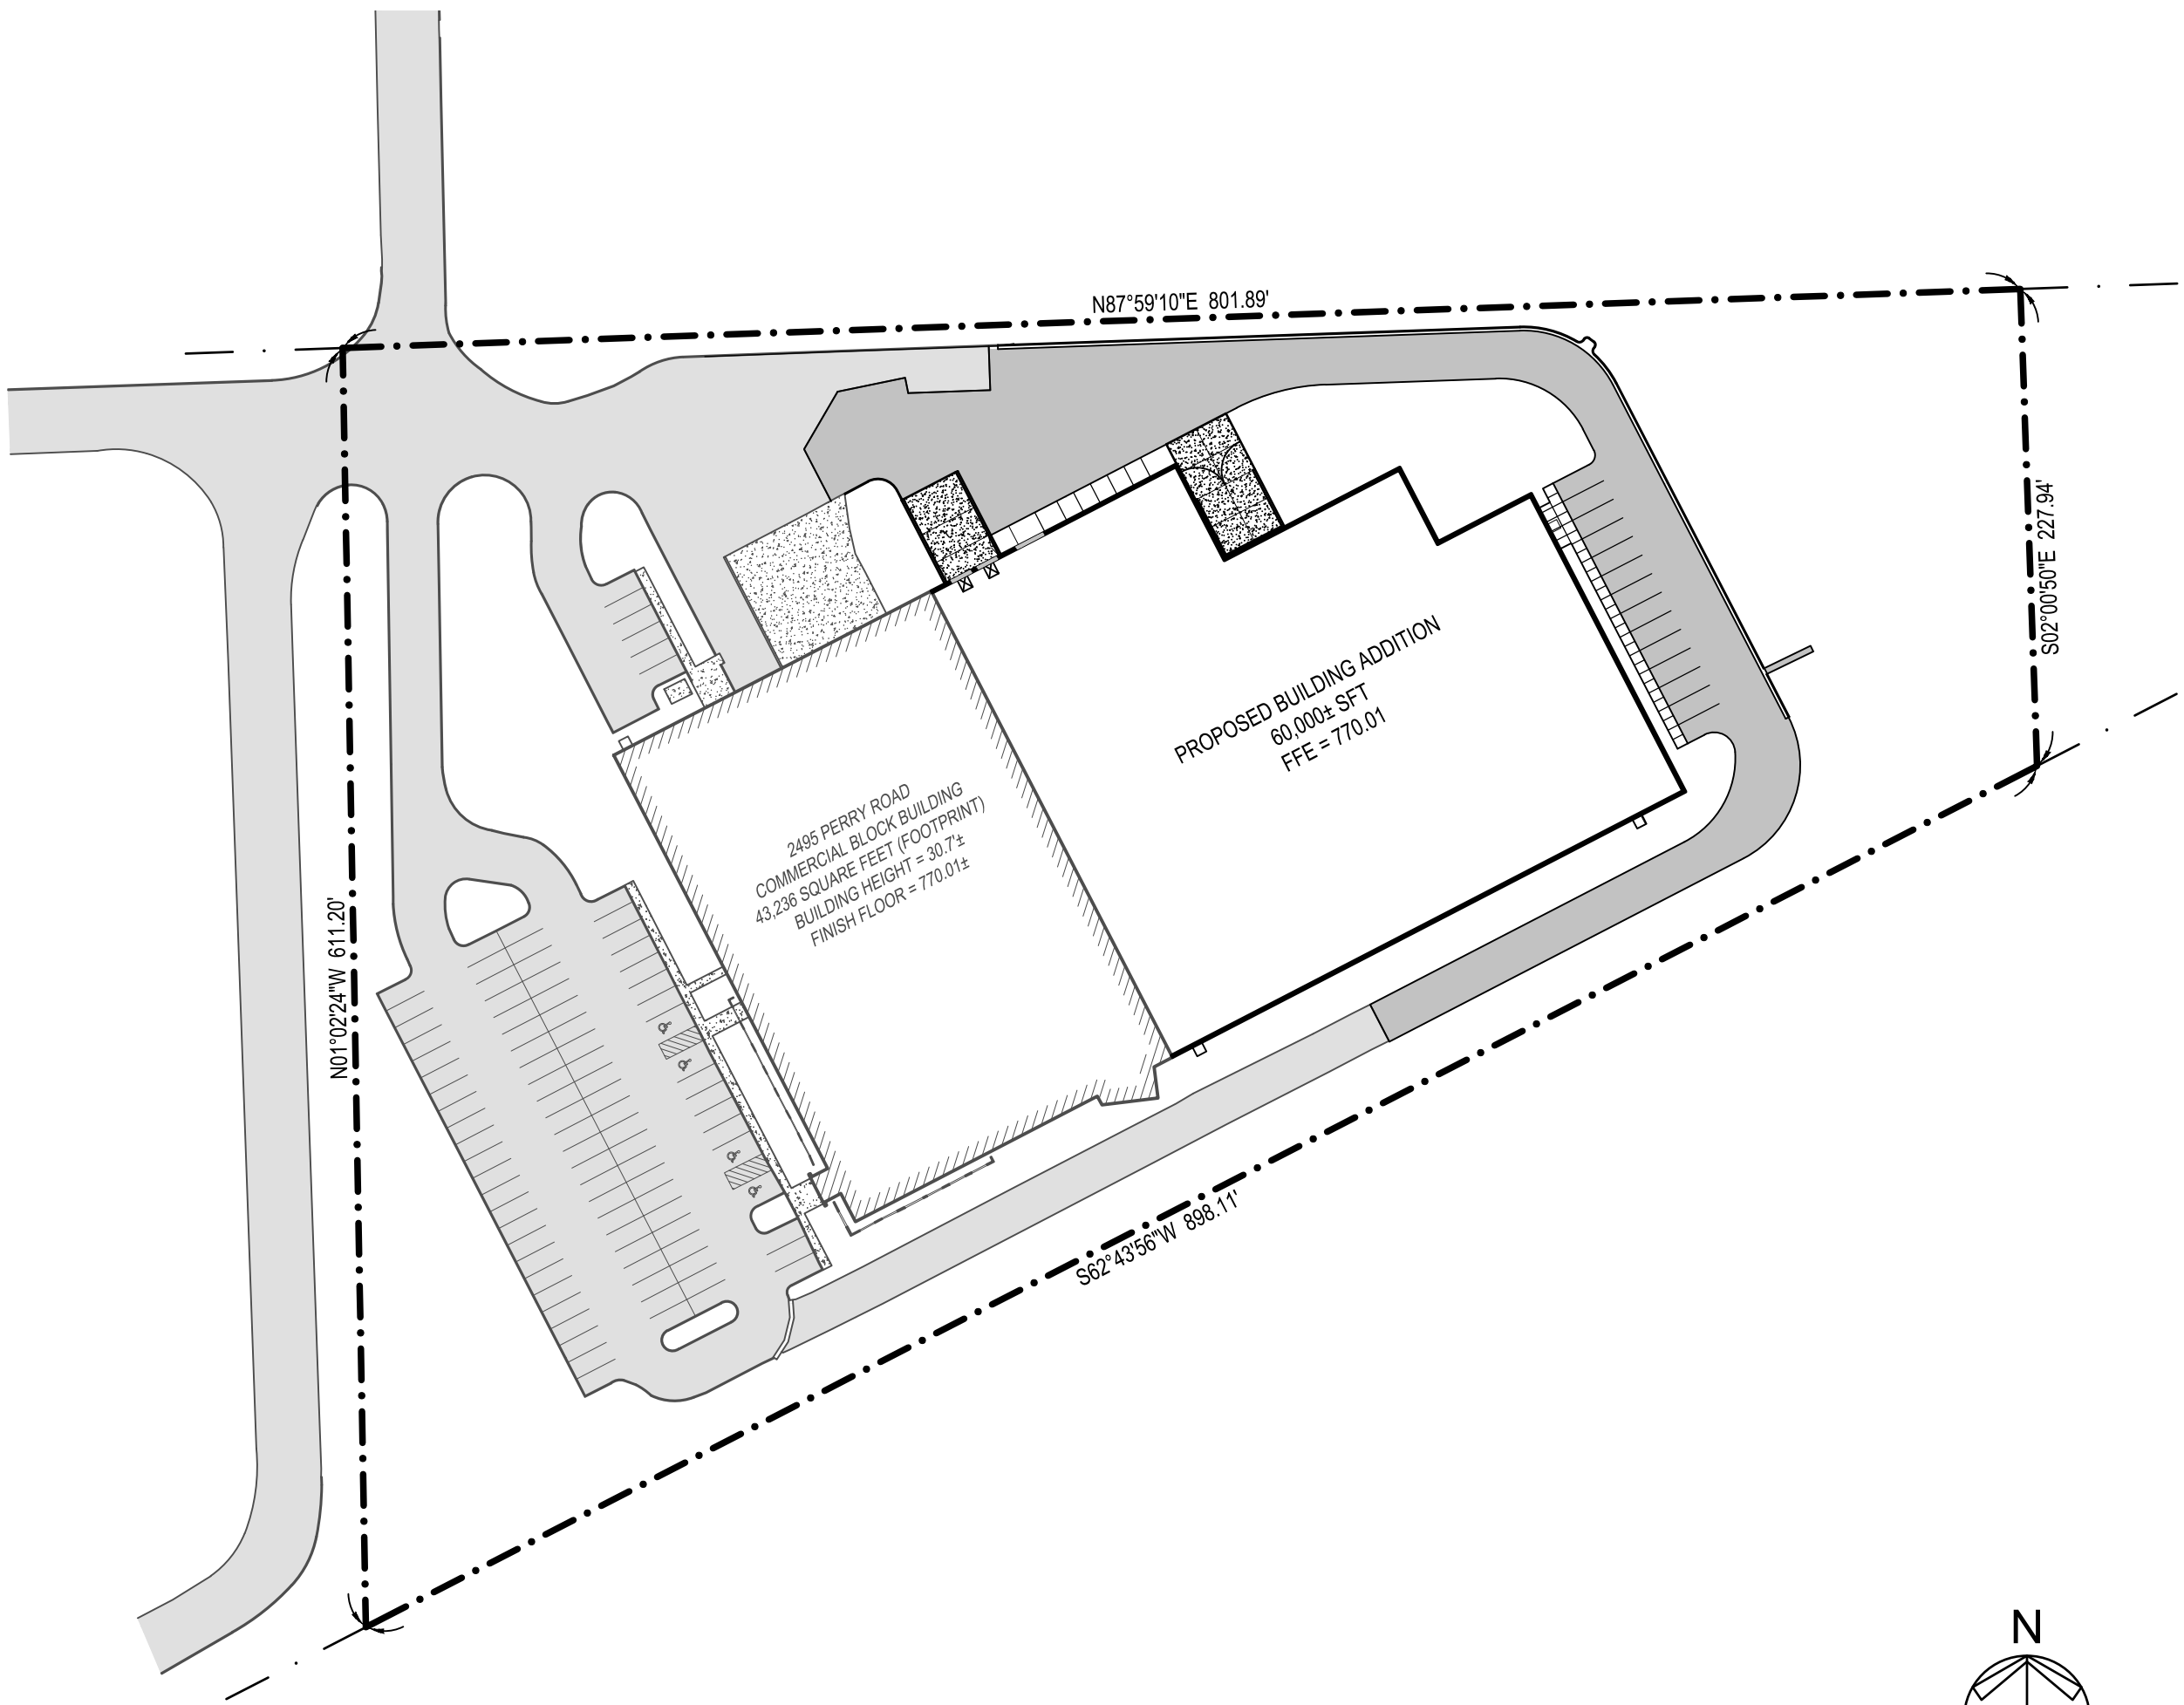 N87°59'10"E 801.89'
S02°00'50"E 227.94'
PROPOSED BUILDING ADDITION
60,000± SFT
FFE = 770.01
2495 PERRY ROAD
COMMERCIAL BLOCK BUILDING
43,236 SQUARE FEET (FOOTPRINT)
BUILDING HEIGHT = 30.7'±
FINISH FLOOR = 770.01±
N01°02'24"W 611.20'
S62°43'56"W 898.11'
N